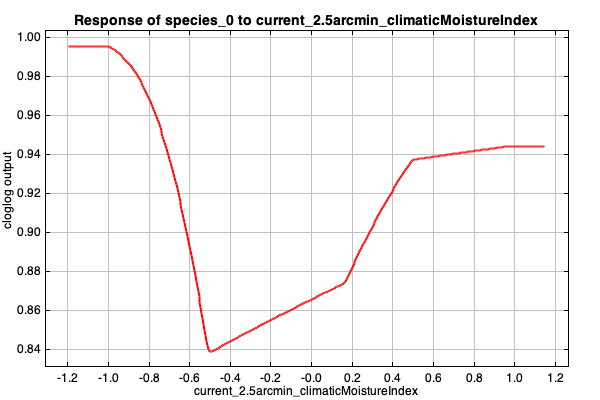 Response of species_0 to current_2.5arcmin_climaticMoistureIndex
cloglog output
1.00
0.98
0.96
0.94
0.92
0.90
0.88
0.86
0.84
-1.2 -1.0 -0.8 -0.6 -0.4 -0.2 -0.0 0.2 0.4 0.6 0.8 1.0 1.2
current_2.5arcmin_climaticMoistureIndex